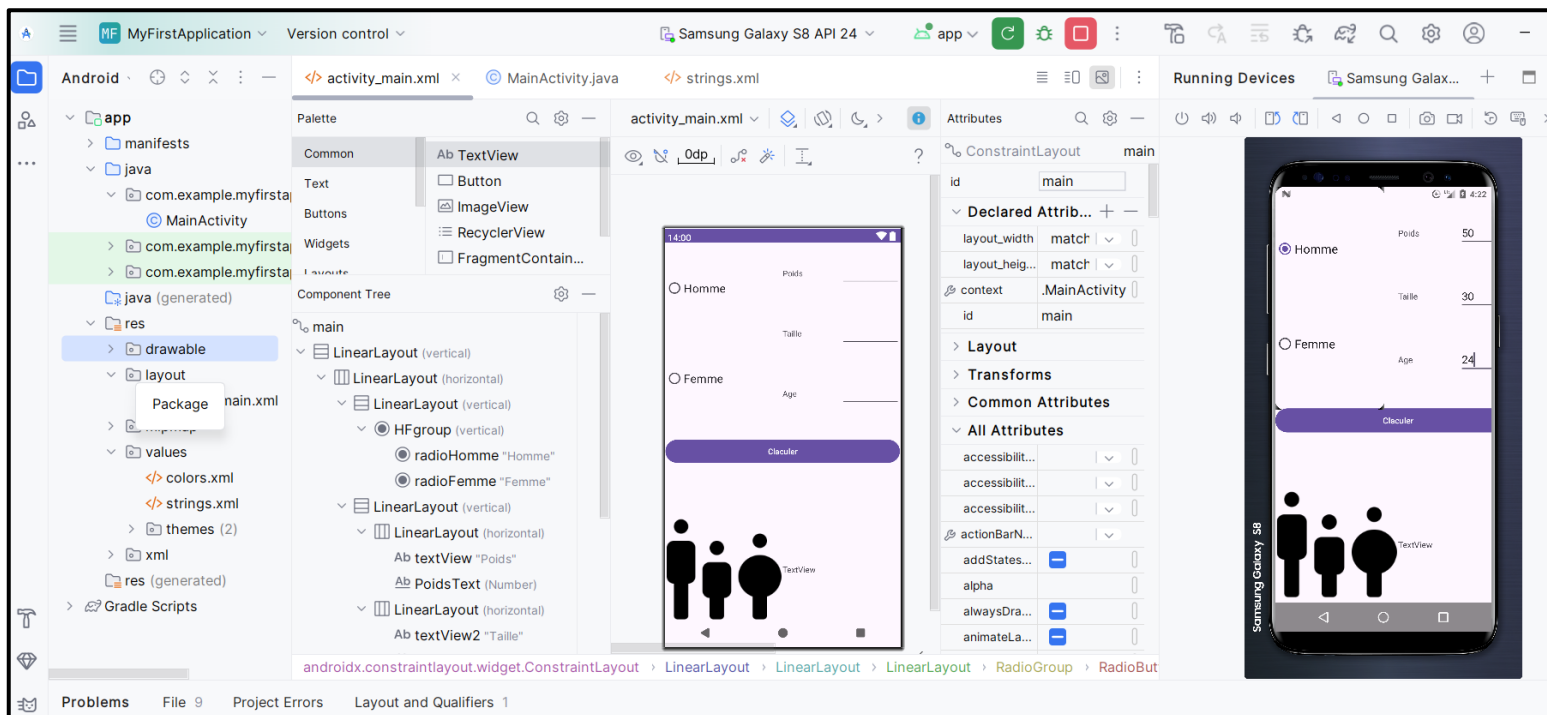 MF MyFirstApplication Version control Samsung Galaxy S8 API 24 app
Android
activity_main.xml MainActivity.java strings.xml
Running Devices Samsung Galax...
app
manifests
java
com.example.myfirsta
MainActivity
com.example.myfirsta
com.example.myfirsta
java (generated)
res
drawable
layout
main.xml
Package
values
colors.xml
strings.xml
themes (2)
xml
res (generated)
Gradle Scripts
Palette
Common
Text
Buttons
Widgets
Layouts
Ab TextView
Button
ImageView
RecyclerView
FragmentContain...
Component Tree
main
LinearLayout (vertical)
LinearLayout (horizontal)
LinearLayout (vertical)
HFgroup (vertical)
radioHomme "Homme"
radioFemme "Femme"
LinearLayout (vertical)
LinearLayout (horizontal)
Ab textView "Poids"
Ab PoidsText (Number)
LinearLayout (horizontal)
Ab textView2 "Taille"
activity_main.xml
0dp
?
14:00
Poids
Homme
Taille
Femme
Age
Claculer
TextView
Attributes
ConstraintLayout main
id main
Declared Attrib...
layout_width match
layout_heig... match
context .MainActivity
id main
Layout
Transforms
Common Attributes
All Attributes
accessibilit...
accessibilit...
accessibilit...
actionBarN...
addStates...
alpha
alwaysDra...
animateLa...
4:22
Poids 50
Homme
Taille 30
Femme
Age 24
Claculer
TextView
Samsung Galaxy S8
androidx.constraintlayout.widget.ConstraintLayout > LinearLayout > LinearLayout > LinearLayout > RadioGroup > RadioBut
Problems File 9 Project Errors Layout and Qualifiers 1